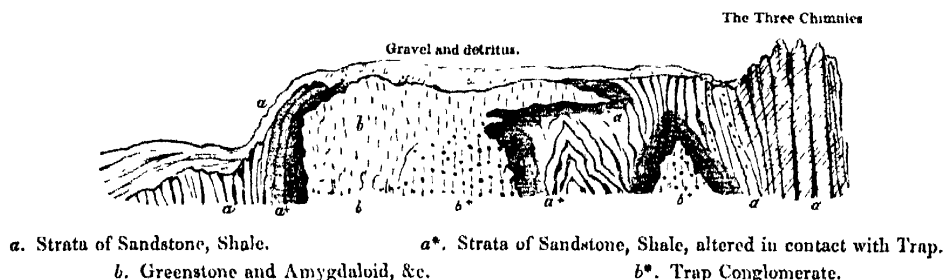 The Three Chimnies
Gravel and detritus.
a
b
a
a
a*
b
b*
a*
b*
a
a
a. Strata of Sandstone, Shale.
a*. Strata of Sandstone, Shale, altered in contact with Trap.
b. Greenstone and Amygdaloid, &c.
b*. Trap Conglomerate.